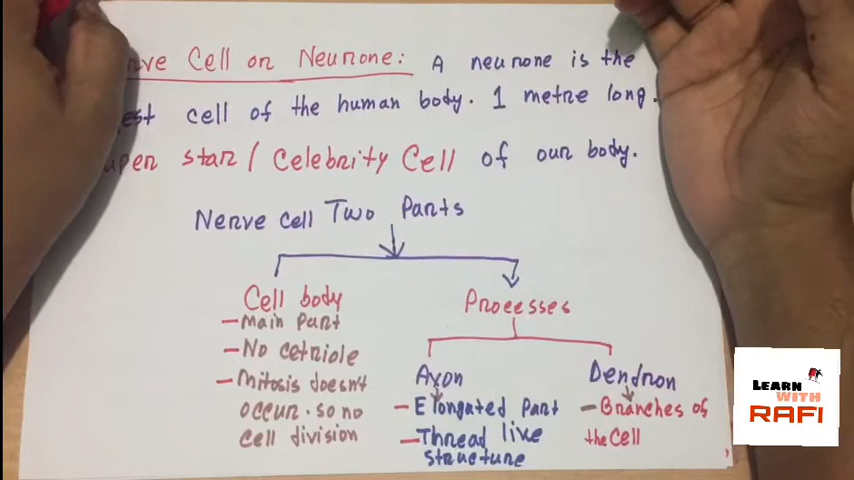 Cell or Neurone: A neurone is the
cell of the human body. 1 metre long.
star/ Celebrity Cell of our body.
Nerve cell Two Parts
Cell body
- Main Part
- No cetriole
- Mitosis doesn't
occur. so no
cell division
Processes
Axon
- Elongated Part
- Thread like
structure
Dendron
- Branches of
the Cell
LEARN
WITH
RAFI